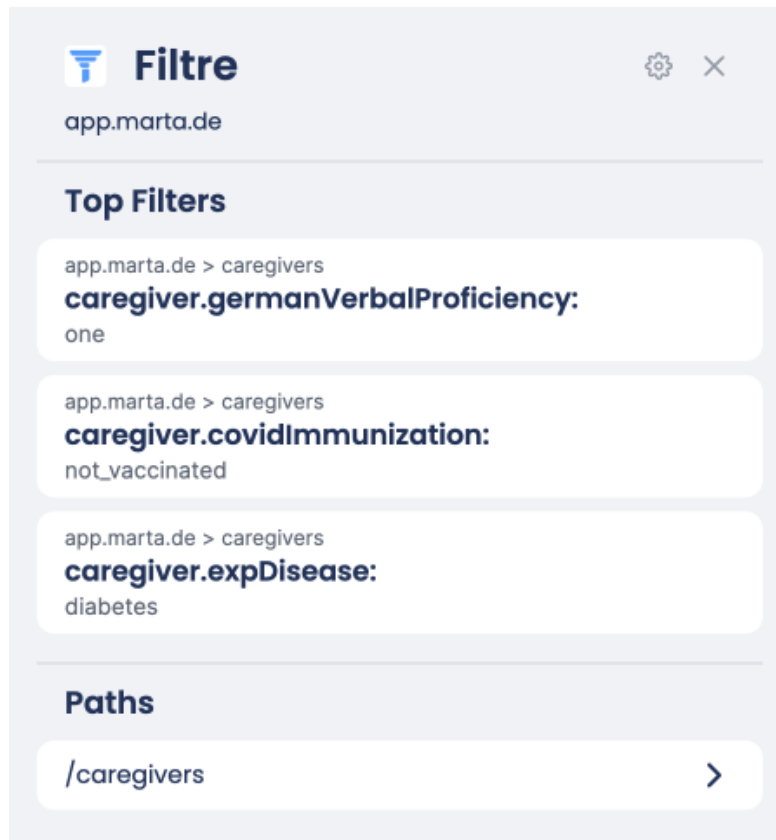 Filtre
app.marta.de
Top Filters
app.marta.de > caregivers
caregiver.germanVerbalProficiency:
one
app.marta.de > caregivers
caregiver.covidImmunization:
not_vaccinated
app.marta.de > caregivers
caregiver.expDisease:
diabetes
Paths
/caregivers